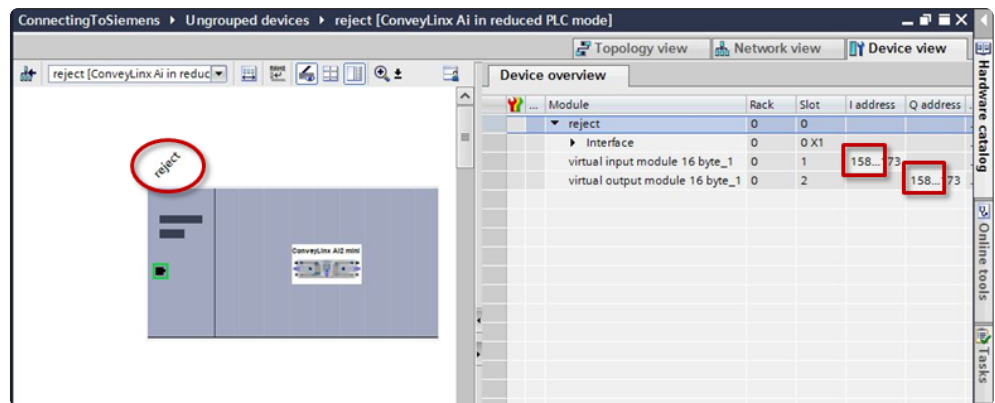 ConnectingToSiemens ▸ Ungrouped devices ▸ reject [ConveyLinx Ai in reduced PLC mode]
Topology view Network view Device view
reject [ConveyLinx Ai in reduc
Device overview
... Module Rack Slot I address Q address
reject 0 0
Interface 0 0 X1
virtual input module 16 byte_1 0 1 158...173
virtual output module 16 byte_1 0 2 158...173
reject
ConveyLinx AI2 mini
Hardware catalog
Online tools
Tasks